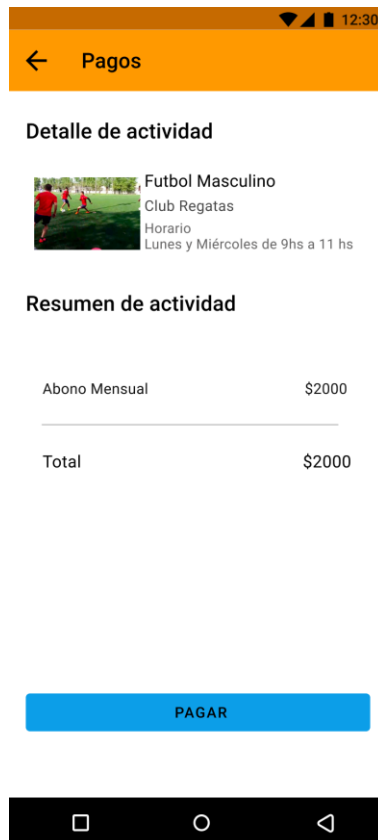 12:30
Pagos
Detalle de actividad
Futbol Masculino
Club Regatas
Horario
Lunes y Miércoles de 9hs a 11 hs
Resumen de actividad
Abono Mensual $2000
Total $2000
PAGAR